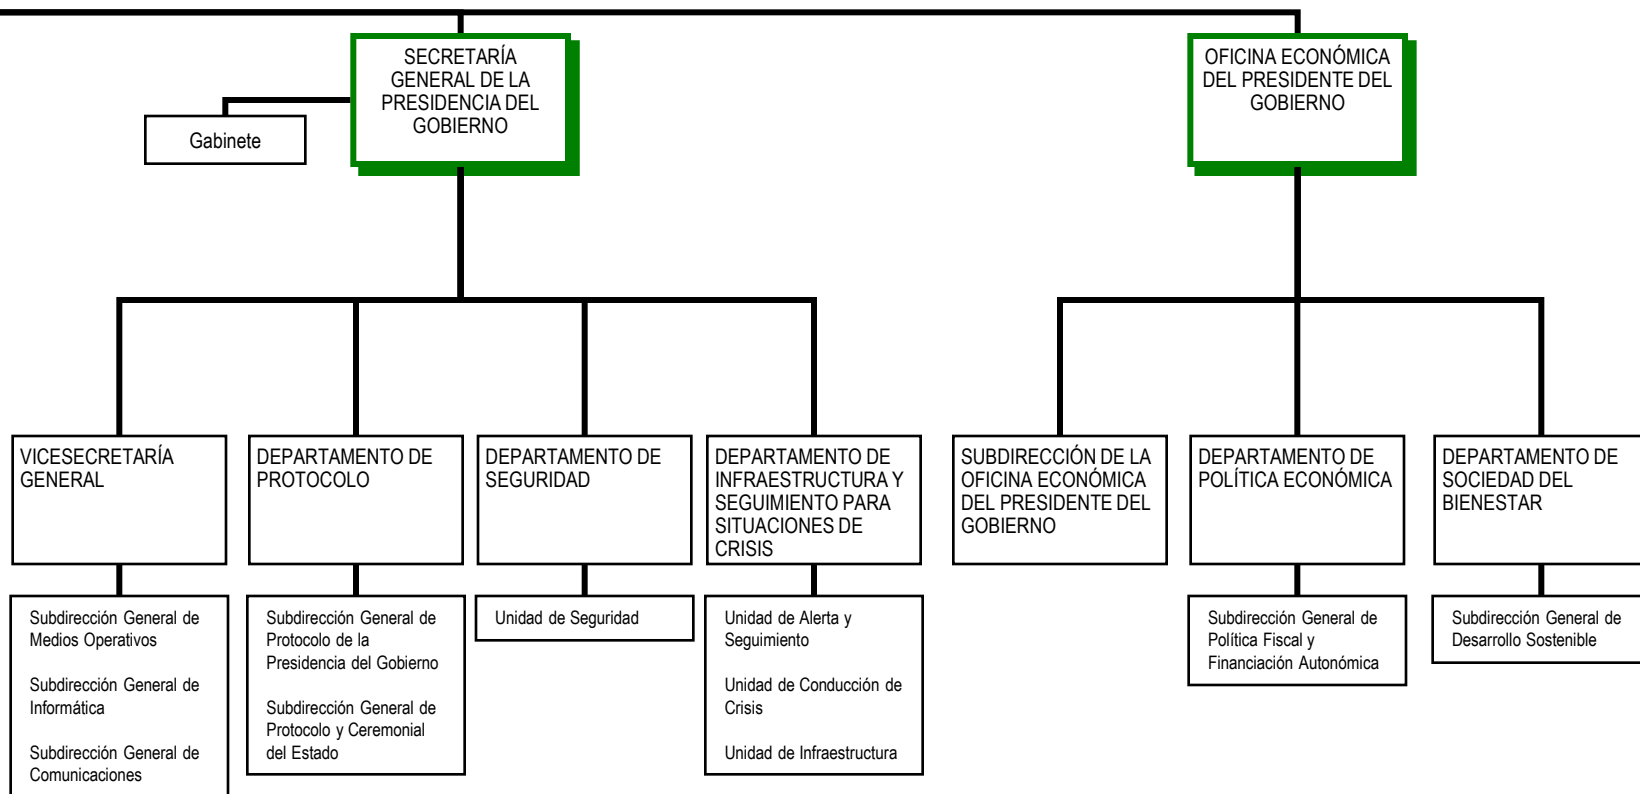 SECRETARÍA
GENERAL DE LA
PRESIDENCIA DEL
GOBIERNO
OFICINA ECONÓMICA
DEL PRESIDENTE DEL
GOBIERNO
Gabinete
VICESECRETARÍA
GENERAL
DEPARTAMENTO DE
PROTOCOLO
DEPARTAMENTO DE
SEGURIDAD
DEPARTAMENTO DE
INFRAESTRUCTURA Y
SEGUIMIENTO PARA
SITUACIONES DE
CRISIS
SUBDIRECCIÓN DE LA
OFICINA ECONÓMICA
DEL PRESIDENTE DEL
GOBIERNO
DEPARTAMENTO DE
POLÍTICA ECONÓMICA
DEPARTAMENTO DE
SOCIEDAD DEL
BIENESTAR
Subdirección General de
Medios Operativos
Subdirección General de
Informática
Subdirección General de
Comunicaciones
Subdirección General de
Protocolo de la
Presidencia del Gobierno
Subdirección General de
Protocolo y Ceremonial
del Estado
Unidad de Seguridad
Unidad de Alerta y
Seguimiento
Unidad de Conducción de
Crisis
Unidad de Infraestructura
Subdirección General de
Política Fiscal y
Financiación Autonómica
Subdirección General de
Desarrollo Sostenible